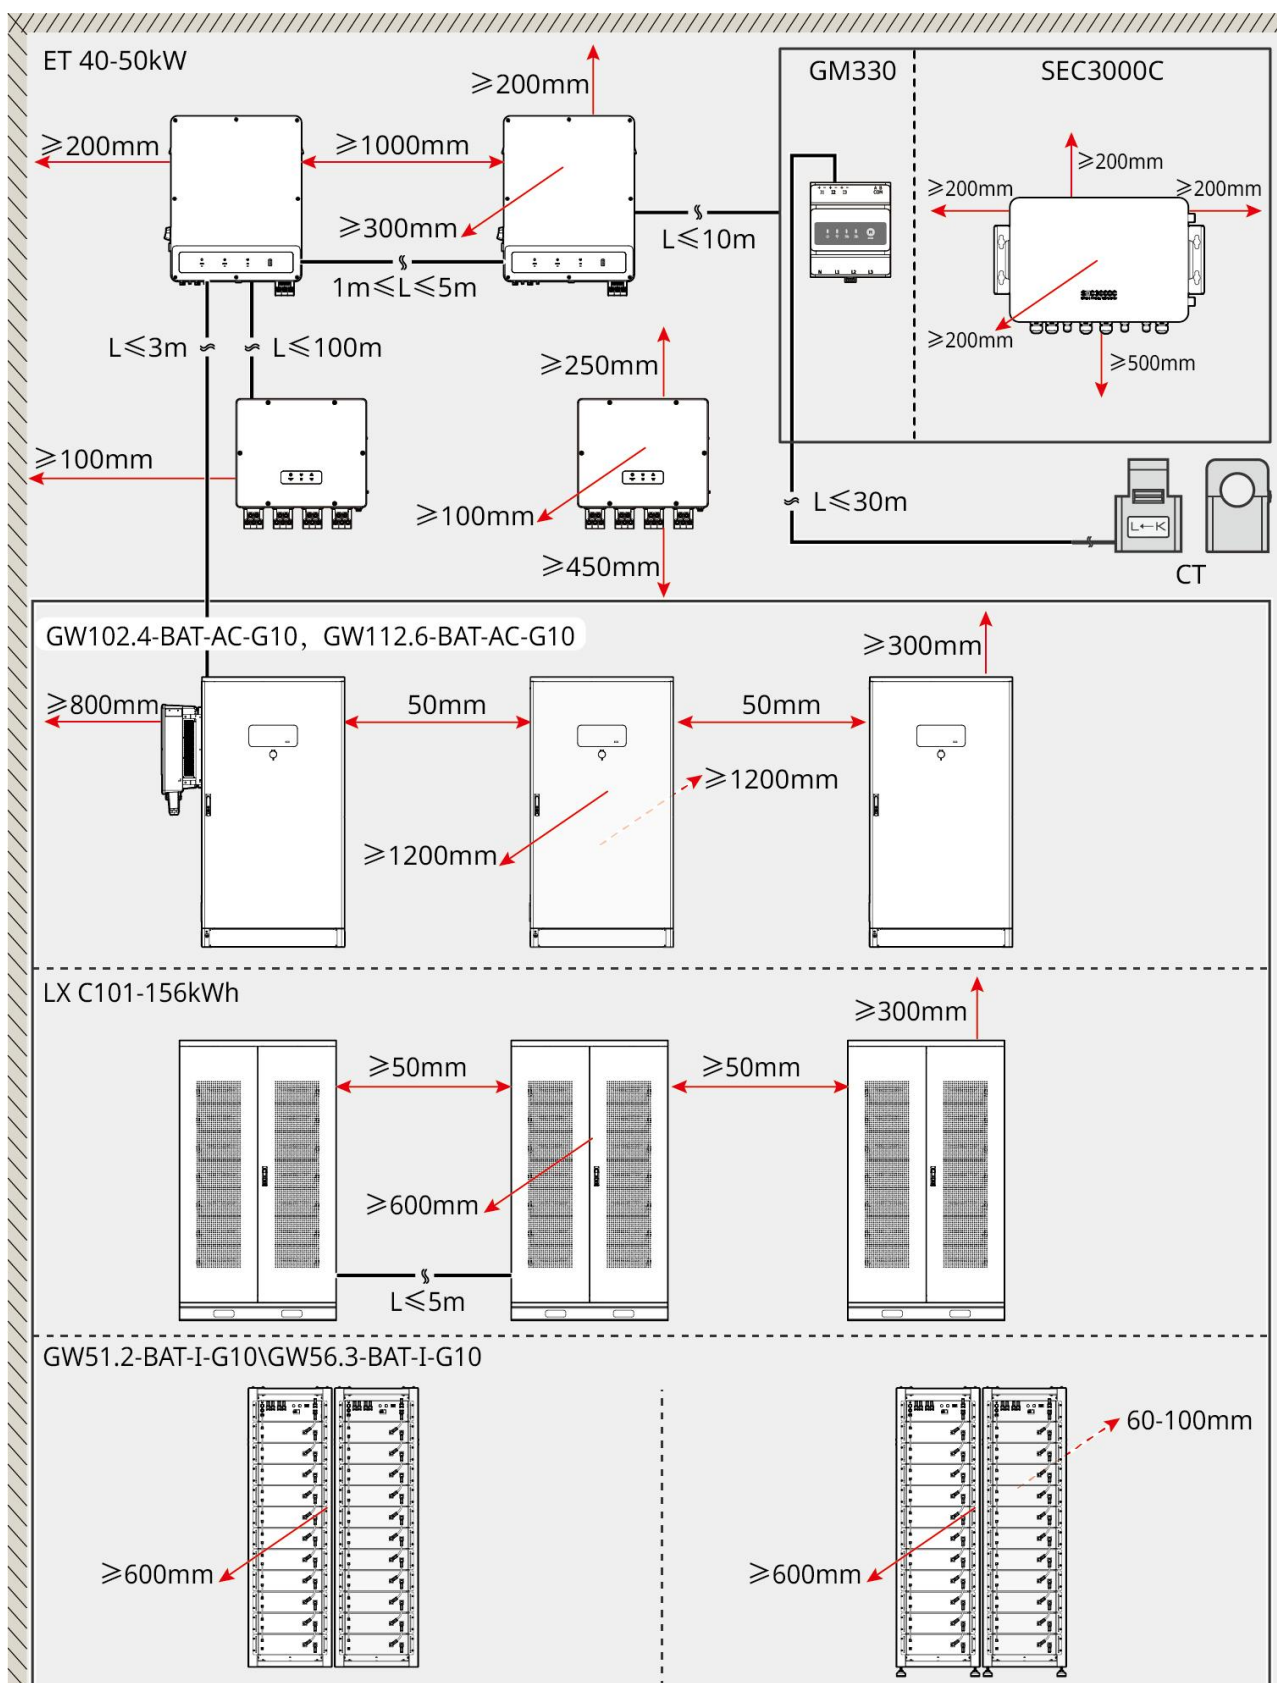 ET 40-50kW
GM330
SEC3000C
≥200mm
≥200mm
≥1000mm
≥300mm
L≤10m
1m≤L≤5m
≥200mm
≥200mm
≥200mm
≥200mm
≥500mm
L≤3m
L≤100m
≥250mm
≥100mm
≥100mm
≥450mm
L≤30m
L←K
CT
GW102.4-BAT-AC-G10, GW112.6-BAT-AC-G10
≥300mm
≥800mm
50mm
50mm
≥1200mm
≥1200mm
LX C101-156kWh
≥300mm
≥50mm
≥50mm
≥600mm
L≤5m
GW51.2-BAT-I-G10\GW56.3-BAT-I-G10
60-100mm
≥600mm
≥600mm